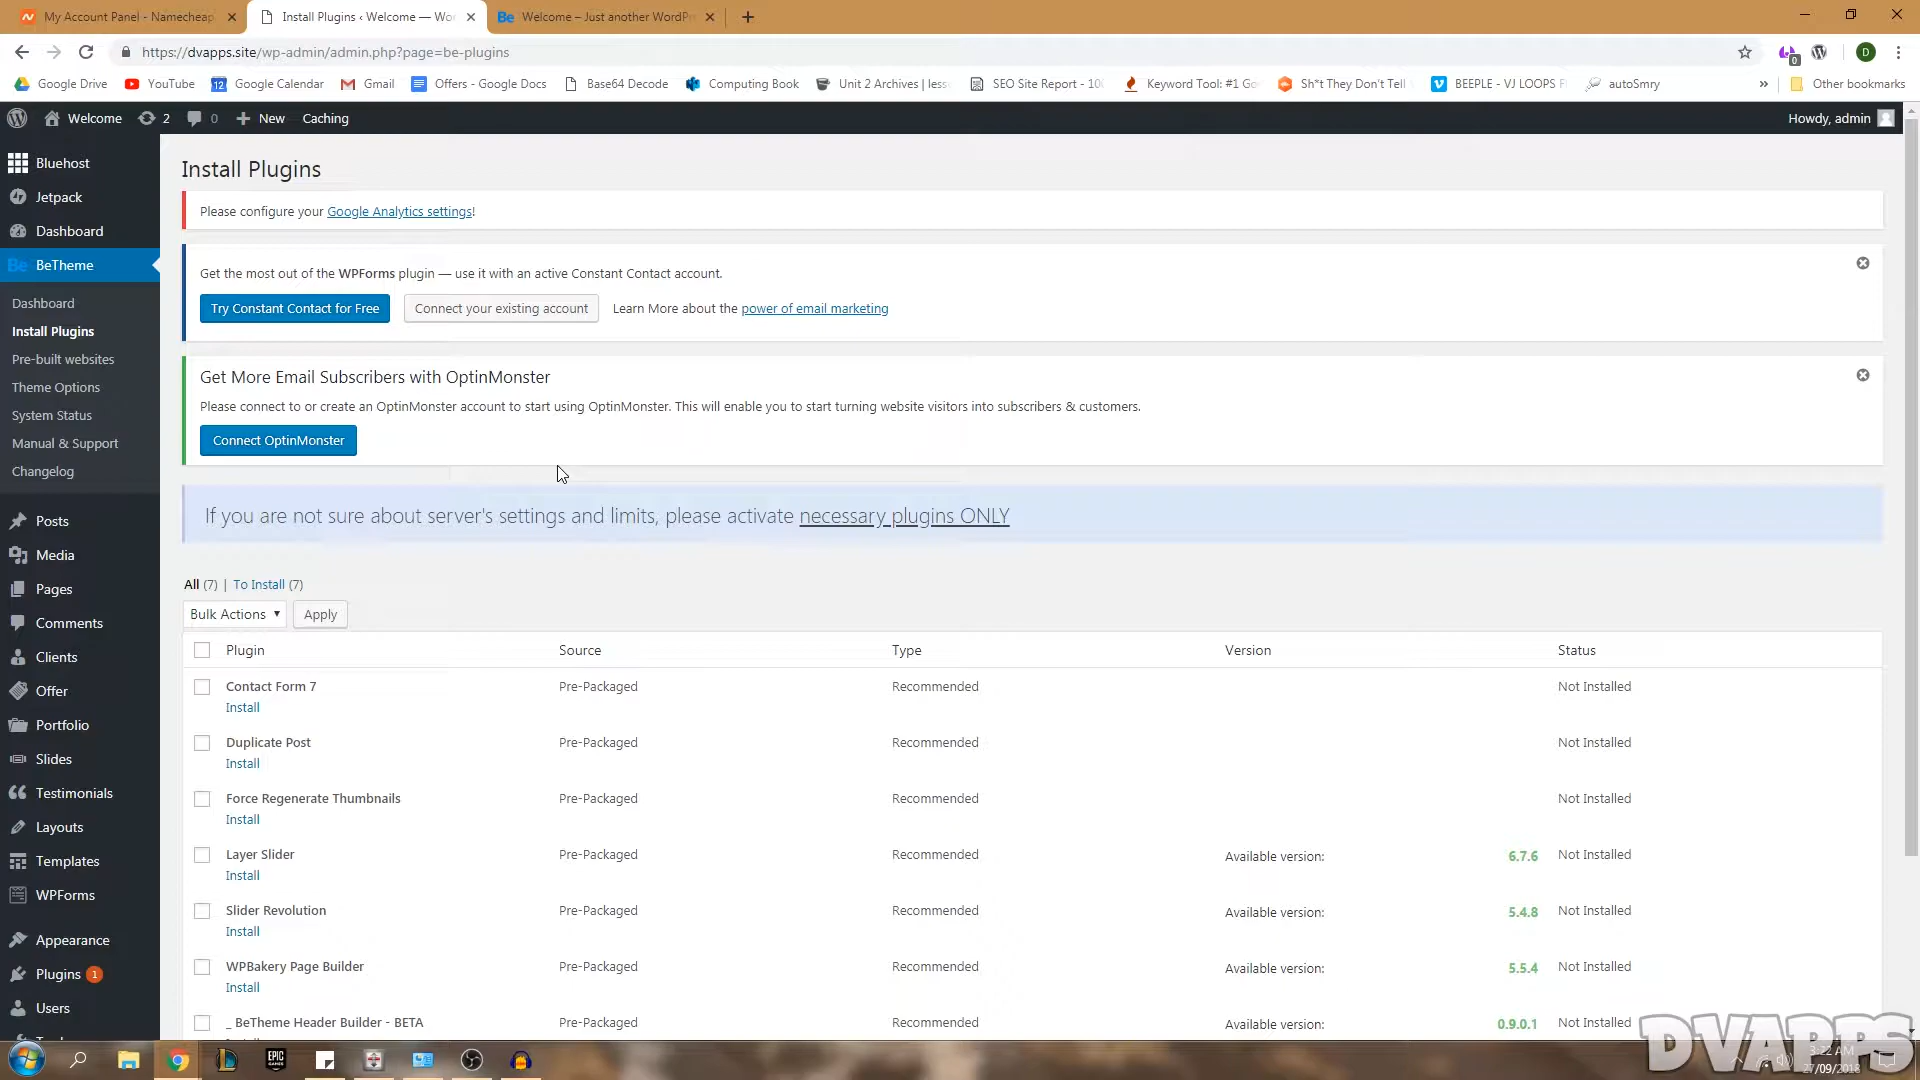 My Account Panel - Namecheap
Install Plugins ‹ Welcome — Wo
Be Welcome – Just another WordPr
https://dvapps.site/wp-admin/admin.php?page=be-plugins
0
D
Google Drive
YouTube
12 Google Calendar
Gmail
Offers - Google Docs
Base64 Decode
Computing Book
Unit 2 Archives | less
SEO Site Report - 10
Keyword Tool: #1 Go
Sh*t They Don't Tell
BEEPLE - VJ LOOPS F
autoSmry
»
Other bookmarks
Welcome
2
0
New
Caching
Howdy, admin
Bluehost
Jetpack
Dashboard
Be BeTheme
Dashboard
Install Plugins
Pre-built websites
Theme Options
System Status
Manual & Support
Changelog
Posts
Media
Pages
Comments
Clients
Offer
Portfolio
Slides
Testimonials
Layouts
Templates
WPForms
Appearance
Plugins 1
Users
Install Plugins
Please configure your Google Analytics settings!
Get the most out of the WPForms plugin — use it with an active Constant Contact account.
Try Constant Contact for Free
Connect your existing account
Learn More about the power of email marketing
Get More Email Subscribers with OptinMonster
Please connect to or create an OptinMonster account to start using OptinMonster. This will enable you to start turning website visitors into subscribers & customers.
Connect OptinMonster
If you are not sure about server's settings and limits, please activate necessary plugins ONLY
All (7) | To Install (7)
Bulk Actions
Apply
Plugin Source Type Version Status
Contact Form 7 Pre-Packaged Recommended Not Installed
Install
Duplicate Post Pre-Packaged Recommended Not Installed
Install
Force Regenerate Thumbnails Pre-Packaged Recommended Not Installed
Install
Layer Slider Pre-Packaged Recommended Available version: 6.7.6 Not Installed
Install
Slider Revolution Pre-Packaged Recommended Available version: 5.4.8 Not Installed
Install
WPBakery Page Builder Pre-Packaged Recommended Available version: 5.5.4 Not Installed
Install
_ BeTheme Header Builder - BETA Pre-Packaged Recommended Available version: 0.9.0.1 Not Installed
EPIC
GAMES
DVAPPS
3:22 AM
27/09/2018